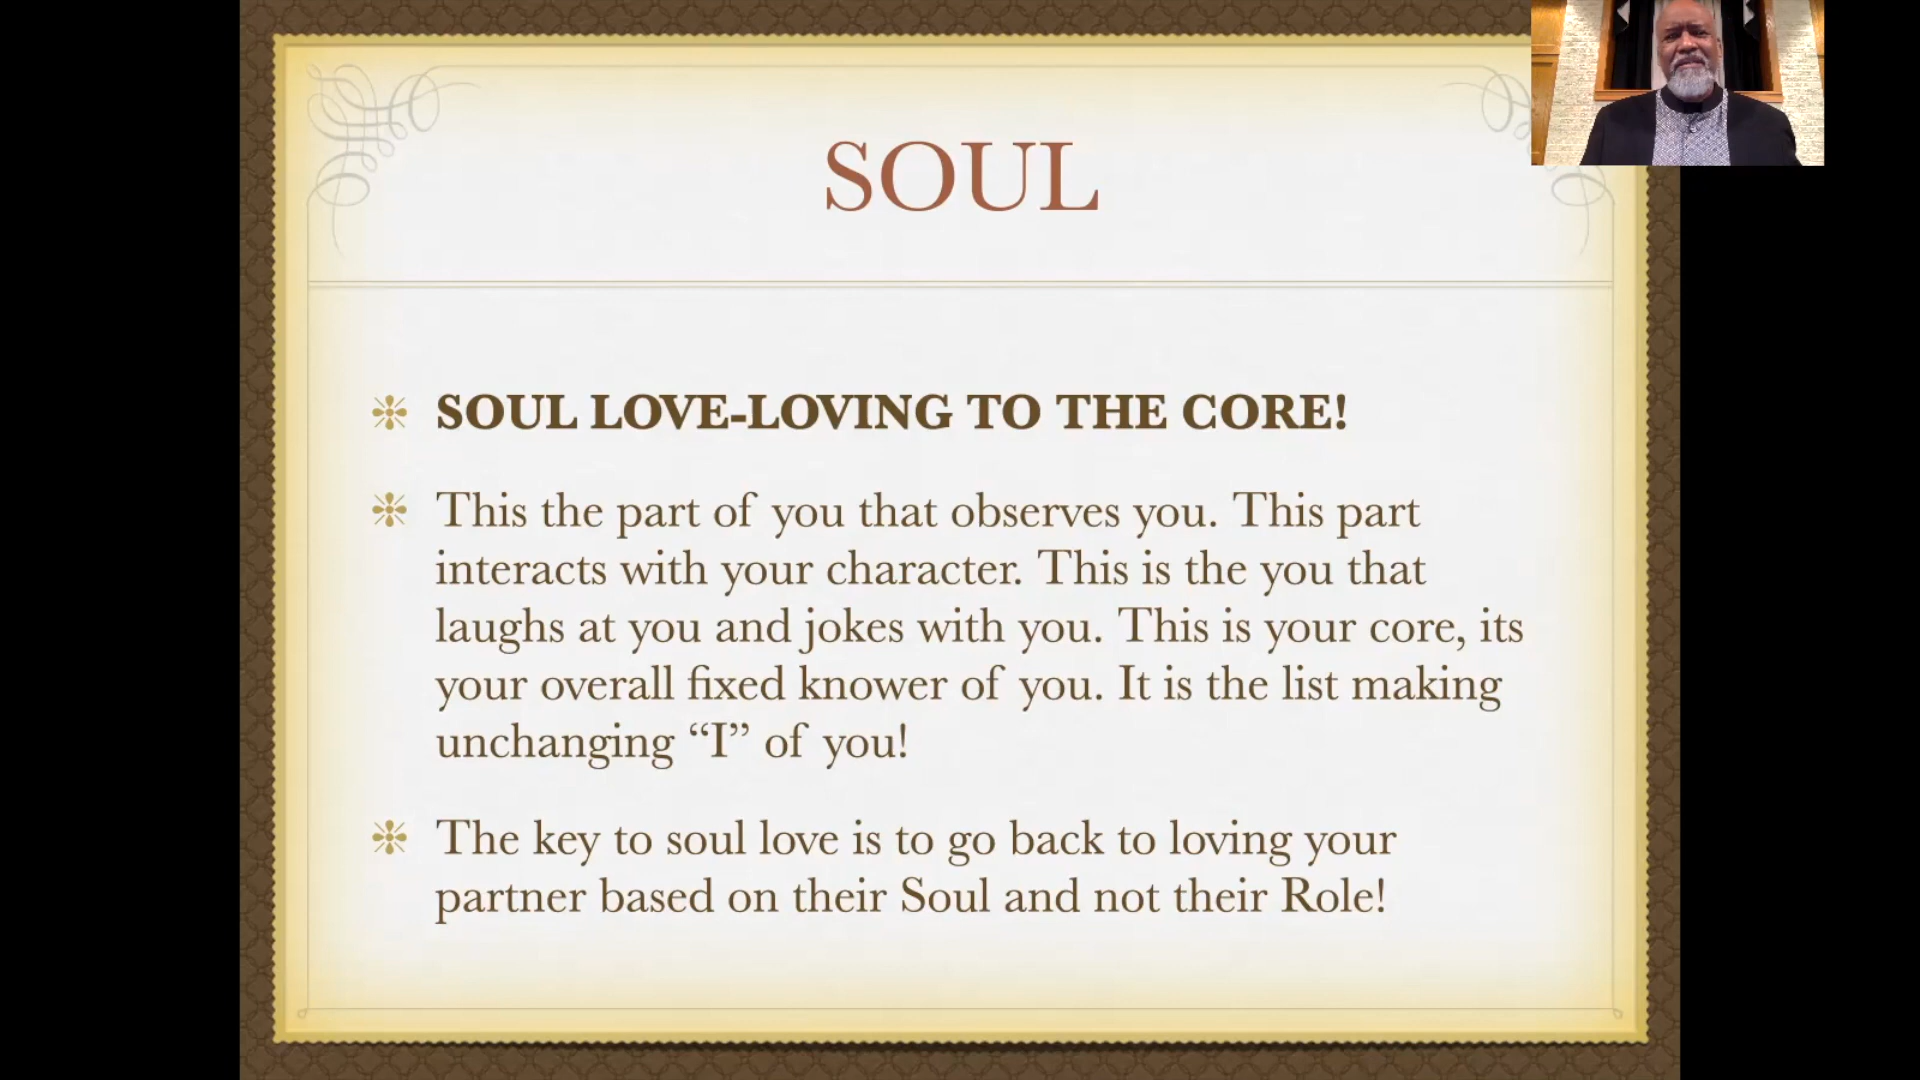 SOUL
SOUL LOVE-LOVING TO THE CORE!
This the part of you that observes you. This part
interacts with your character. This is the you that
laughs at you and jokes with you. This is your core, its
your overall fixed knower of you. It is the list making
unchanging “I” of you!
The key to soul love is to go back to loving your
partner based on their Soul and not their Role!